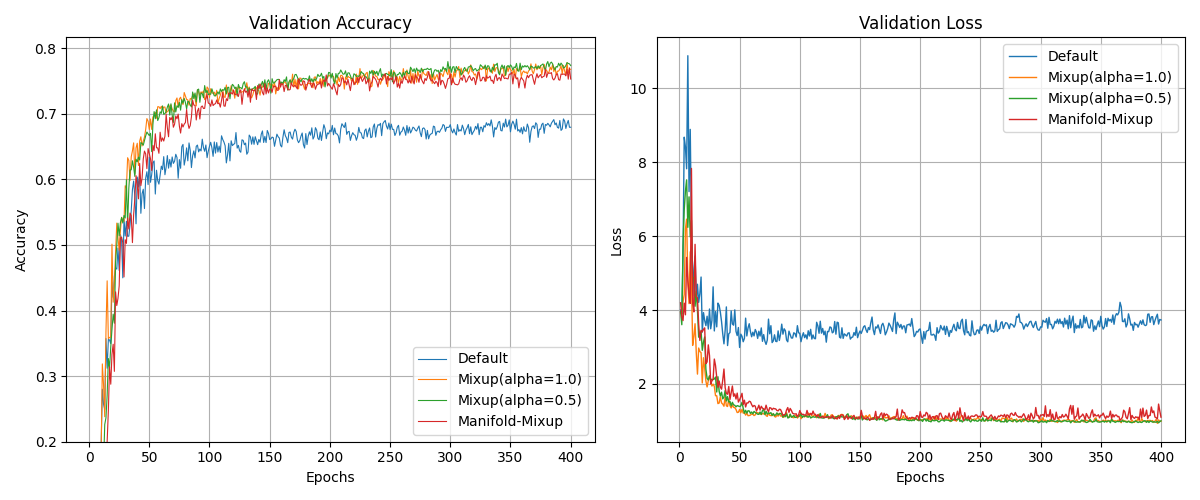 Validation Accuracy
Accuracy
0.8
0.7
0.6
0.5
0.4
0.3
0.2
0 50 100 150 200 250 300 350 400
Epochs
Default
Mixup(alpha=1.0)
Mixup(alpha=0.5)
Manifold-Mixup
Validation Loss
Loss
10
8
6
4
2
0 50 100 150 200 250 300 350 400
Epochs
Default
Mixup(alpha=1.0)
Mixup(alpha=0.5)
Manifold-Mixup